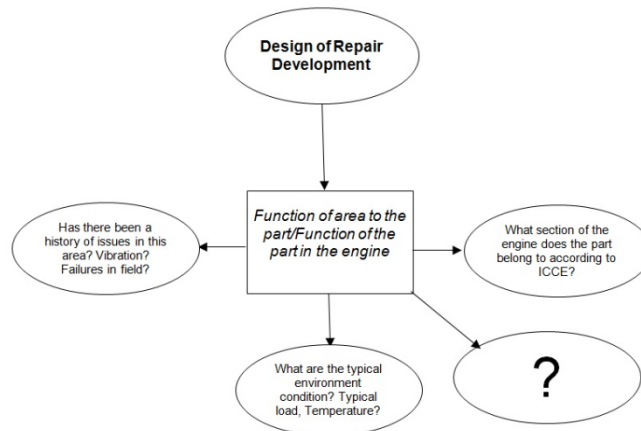 Design of Repair
Development
Function of area to the
part/Function of the
part in the engine
Has there been a
history of issues in this
area? Vibration?
Failures in field?
What section of the
engine does the part
belong to according to
ICCE?
What are the typical
environment
condition? Typical
load, Temperature?
?